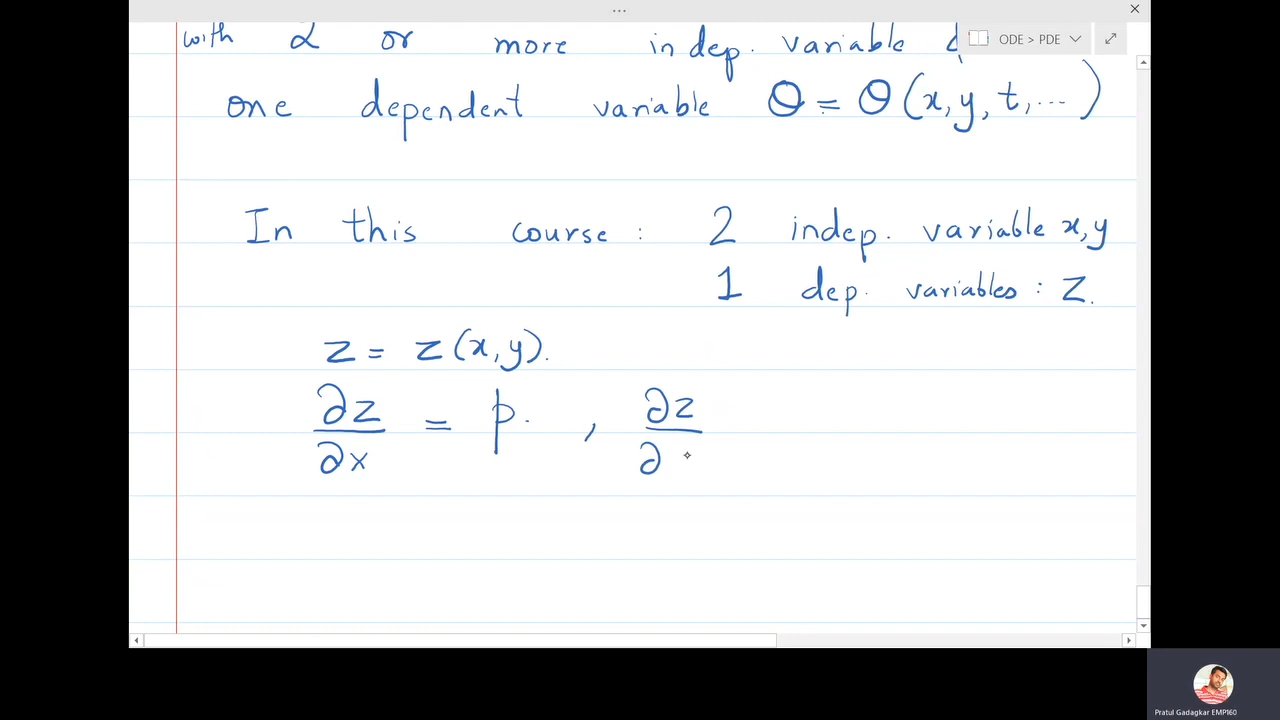 ...
ODE > PDE
with 2 or more indep. variable
one dependent variable Θ = Θ(x, y, t, ...)
In this course : 2 indep. variable x, y
1 dep. variables : z.
z = z(x, y).
∂z/∂x = p. , ∂z/∂
Pratul Gadagkar EMP160